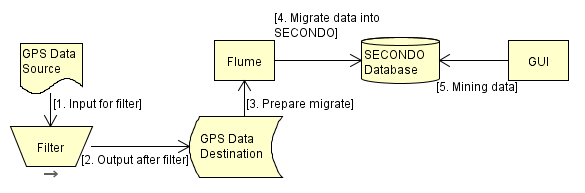 GPS Data
Source
[1. Input for filter]
Filter
[2. Output after filter]
GPS Data
Destination
[3. Prepare migrate]
Flume
[4. Migrate data into
SECONDO]
SECONDO
Database
[5. Mining data]
GUI